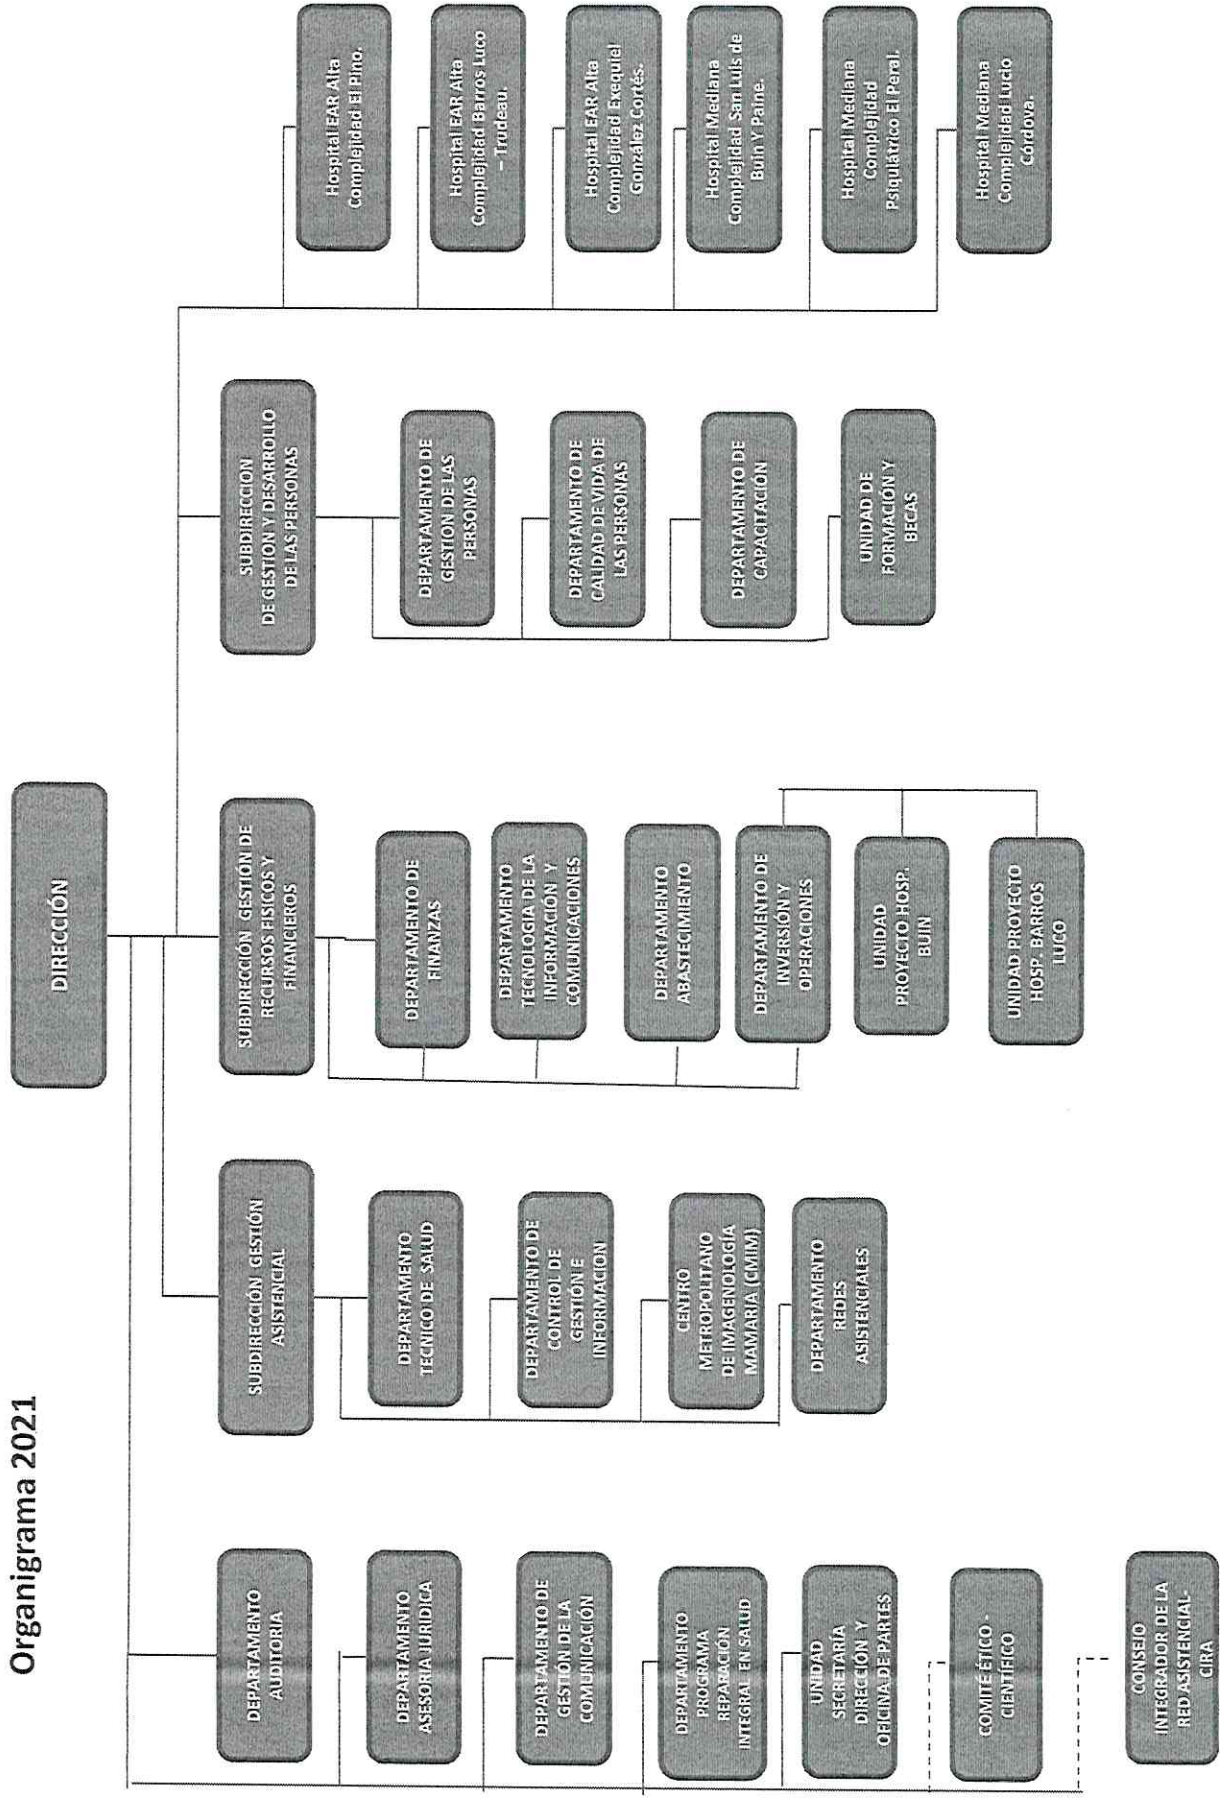 Organigrama 2021
DIRECCIÓN
DEPARTAMENTO
AUDITORIA
DEPARTAMENTO
ASESORIA JURIDICA
DEPARTAMENTO DE
GESTIÓN DE LA
COMUNICACIÓN
DEPARTAMENTO
PROGRAMA
REPARACIÓN
INTEGRAL EN SALUD
UNIDAD
SECRETARIA
DIRECCIÓN Y
OFICINA DE PARTES
COMITÉ ÉTICO -
CIENTÍFICO
CONSEJO
INTEGRADOR DE LA
RED ASISTENCIAL-
CIRA
SUBDIRECCIÓN GESTIÓN
ASISTENCIAL
DEPARTAMENTO
TECNICO DE SALUD
DEPARTAMENTO DE
CONTROL DE
GESTIÓN E
INFORMACION
CENTRO
METROPOLITANO
DE IMAGENOLOGÍA
MAMARIA (CMIM)
DEPARTAMENTO
REDES
ASISTENCIALES
SUBDIRECCIÓN GESTIÓN DE
RECURSOS FISICOS Y
FINANCIEROS
DEPARTAMENTO DE
FINANZAS
DEPARTAMENTO
TECNOLOGIA DE LA
INFORMACIÓN Y
COMUNICACIONES
DEPARTAMENTO
ABASTECIMIENTO
DEPARTAMENTO DE
INVERSIÓN Y
OPERACIONES
UNIDAD
PROYECTO HOSP.
BUIN
UNIDAD PROYECTO
HOSP. BARROS
LUCO
SUBDIRECCION
DE GESTION Y DESARROLLO
DE LAS PERSONAS
DEPARTAMENTO DE
GESTION DE LAS
PERSONAS
DEPARTAMENTO DE
CALIDAD DE VIDA DE
LAS PERSONAS
DEPARTAMENTO DE
CAPACITACIÓN
UNIDAD DE
FORMACIÓN Y
BECAS
Hospital EAR Alta
Complejidad El Pino.
Hospital EAR Alta
Complejidad Barros Luco
– Trudeau.
Hospital EAR Alta
Complejidad Exequiel
González Cortés.
Hospital Mediana
Complejidad San Luis de
Buin Y Paine.
Hospital Mediana
Complejidad
Psiquiátrico El Peral.
Hospital Mediana
Complejidad Lucio
Córdova.